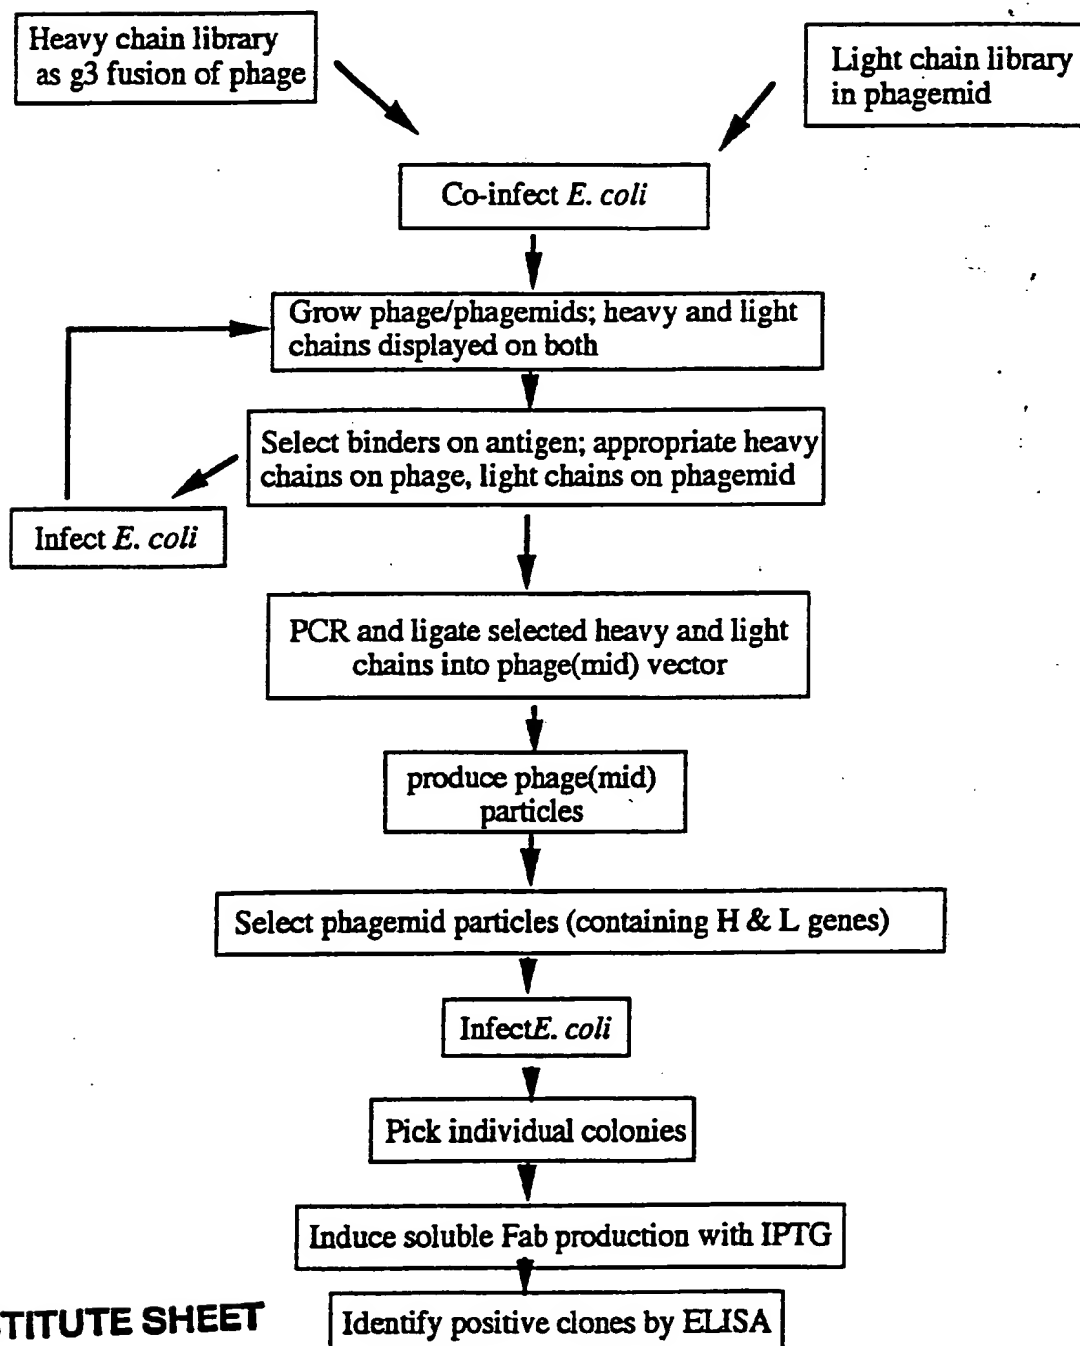 Heavy chain library
as g3 fusion of phage
Light chain library
in phagemid
Co-infect E. coli
Grow phage/phagemids; heavy and light
chains displayed on both
Select binders on antigen; appropriate heavy
chains on phage, light chains on phagemid
Infect E. coli
PCR and ligate selected heavy and light
chains into phage(mid) vector
produce phage(mid)
particles
Select phagemid particles (containing H & L genes)
InfectE. coli
Pick individual colonies
Induce soluble Fab production with IPTG
Identify positive clones by ELISA
TITUTE SHEET